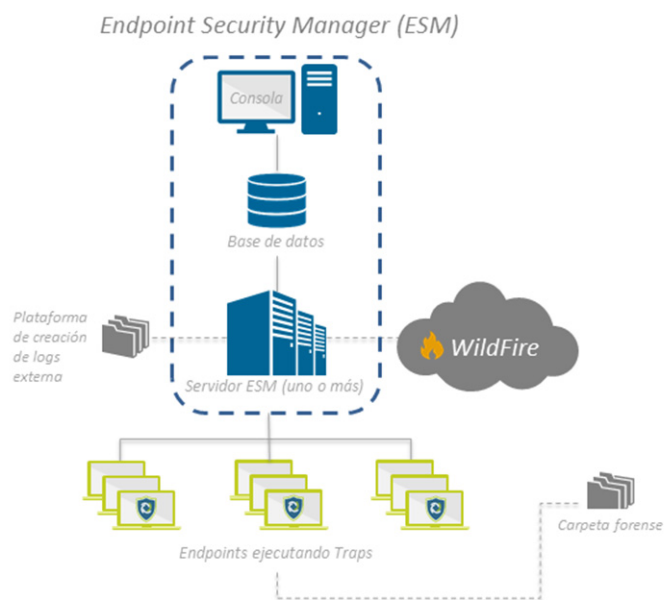 Endpoint Security Manager (ESM)
Consola
Base de datos
Plataforma
de creación
de logs
externa
WildFire
Servidor ESM (uno o más)
Endpoints ejecutando Traps
Carpeta forense